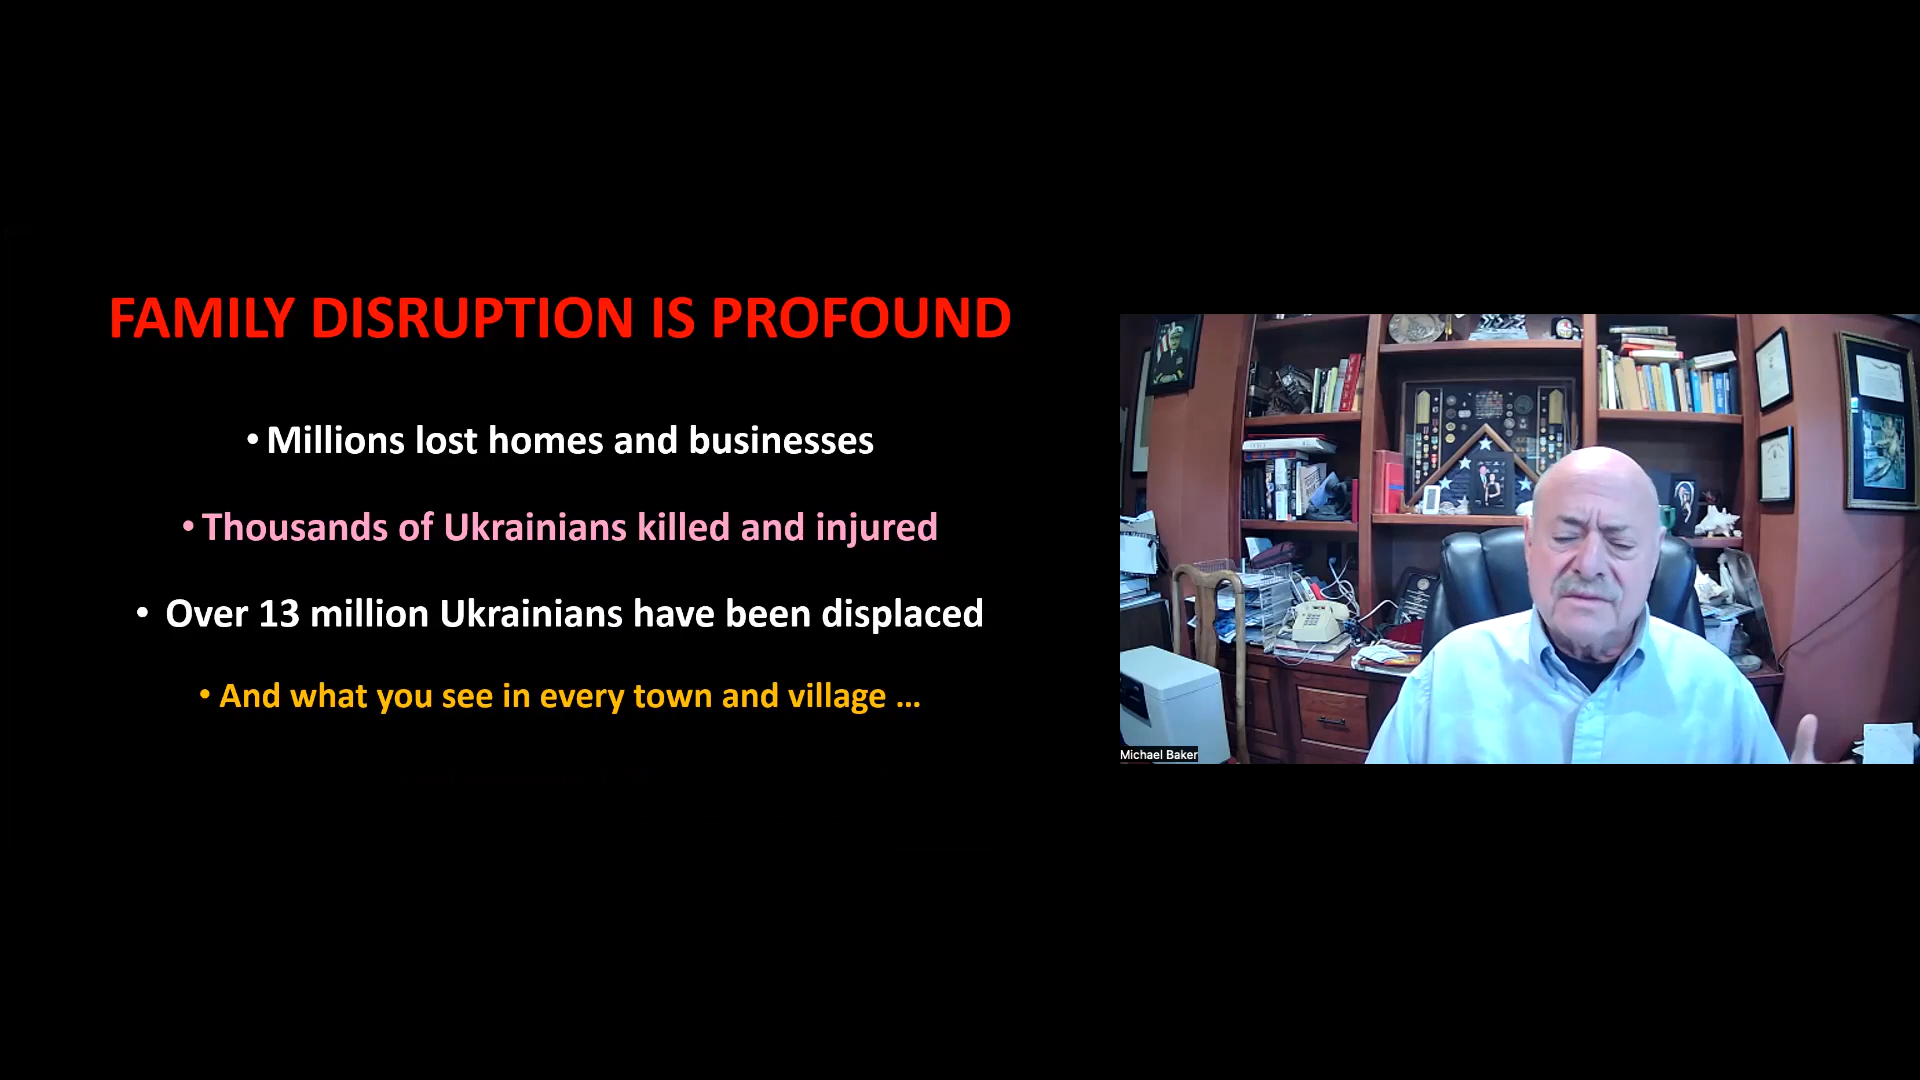 FAMILY DISRUPTION IS PROFOUND
• Millions lost homes and businesses
• Thousands of Ukrainians killed and injured
• Over 13 million Ukrainians have been displaced
• And what you see in every town and village ...
Michael Baker